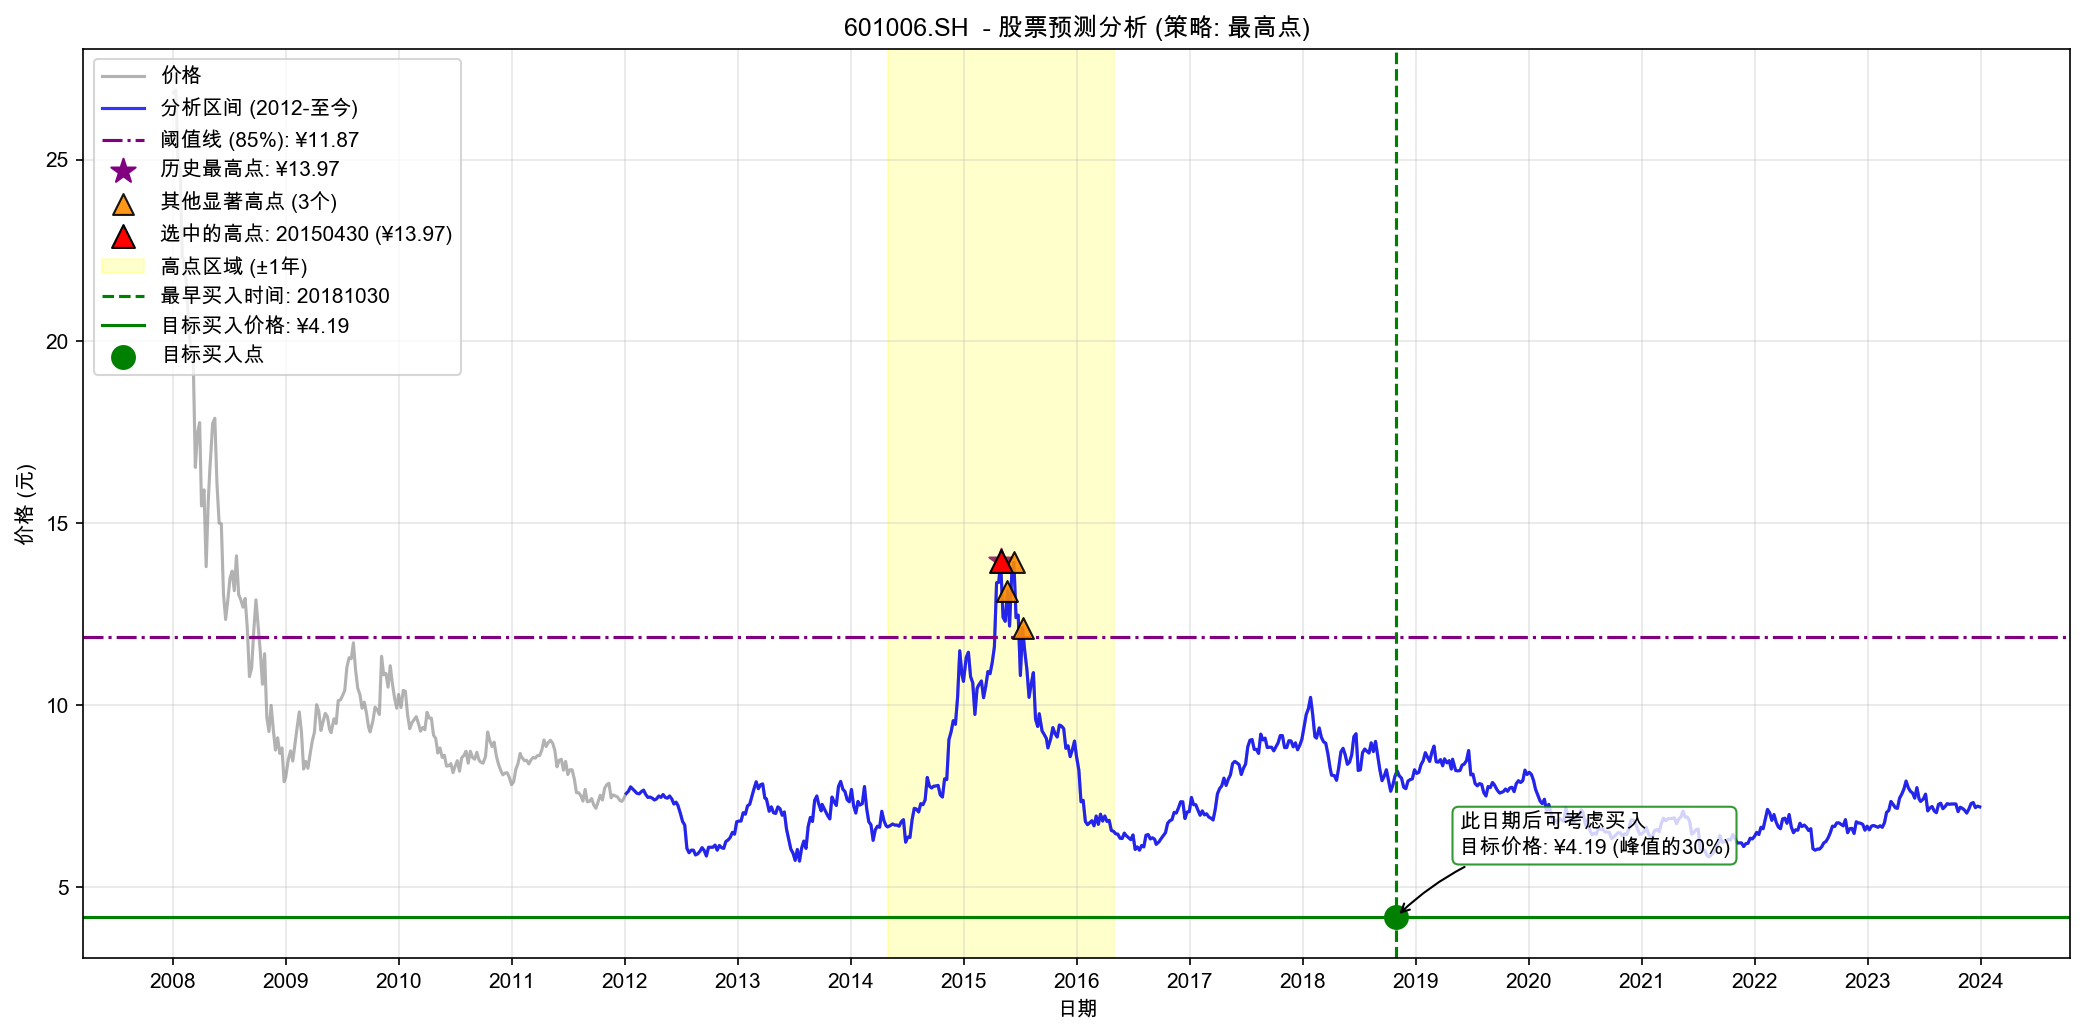 601006.SH  - 股票预测分析 (策略: 最高点)
价格
分析区间 (2012-至今)
阈值线 (85%): ¥11.87
历史最高点: ¥13.97
其他显著高点 (3个)
选中的高点: 20150430 (¥13.97)
高点区域 (±1年)
最早买入时间: 20181030
目标买入价格: ¥4.19
目标买入点
25
20
15
10
5
价格 (元)
此日期后可考虑买入
目标价格: ¥4.19 (峰值的30%)
2008 2009 2010 2011 2012 2013 2014 2015 2016 2017 2018 2019 2020 2021 2022 2023 2024
日期